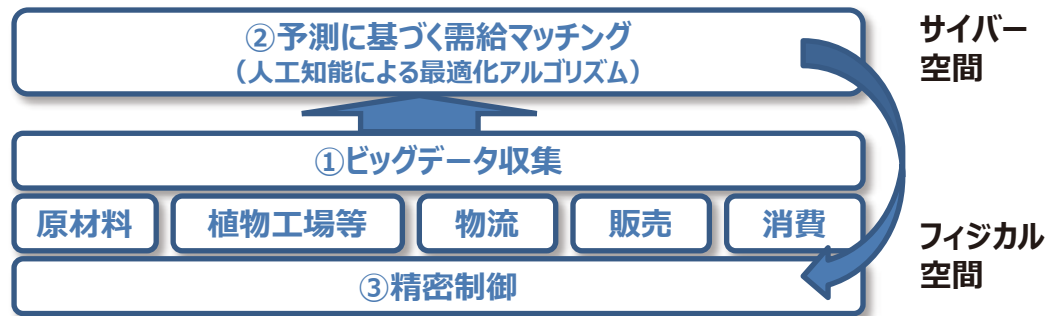 ②予測に基づく需給マッチング
(人工知能による最適化アルゴリズム)
サイバー
空間
①ビッグデータ収集
原材料
植物工場等
物流
販売
消費
③精密制御
フィジカル
空間